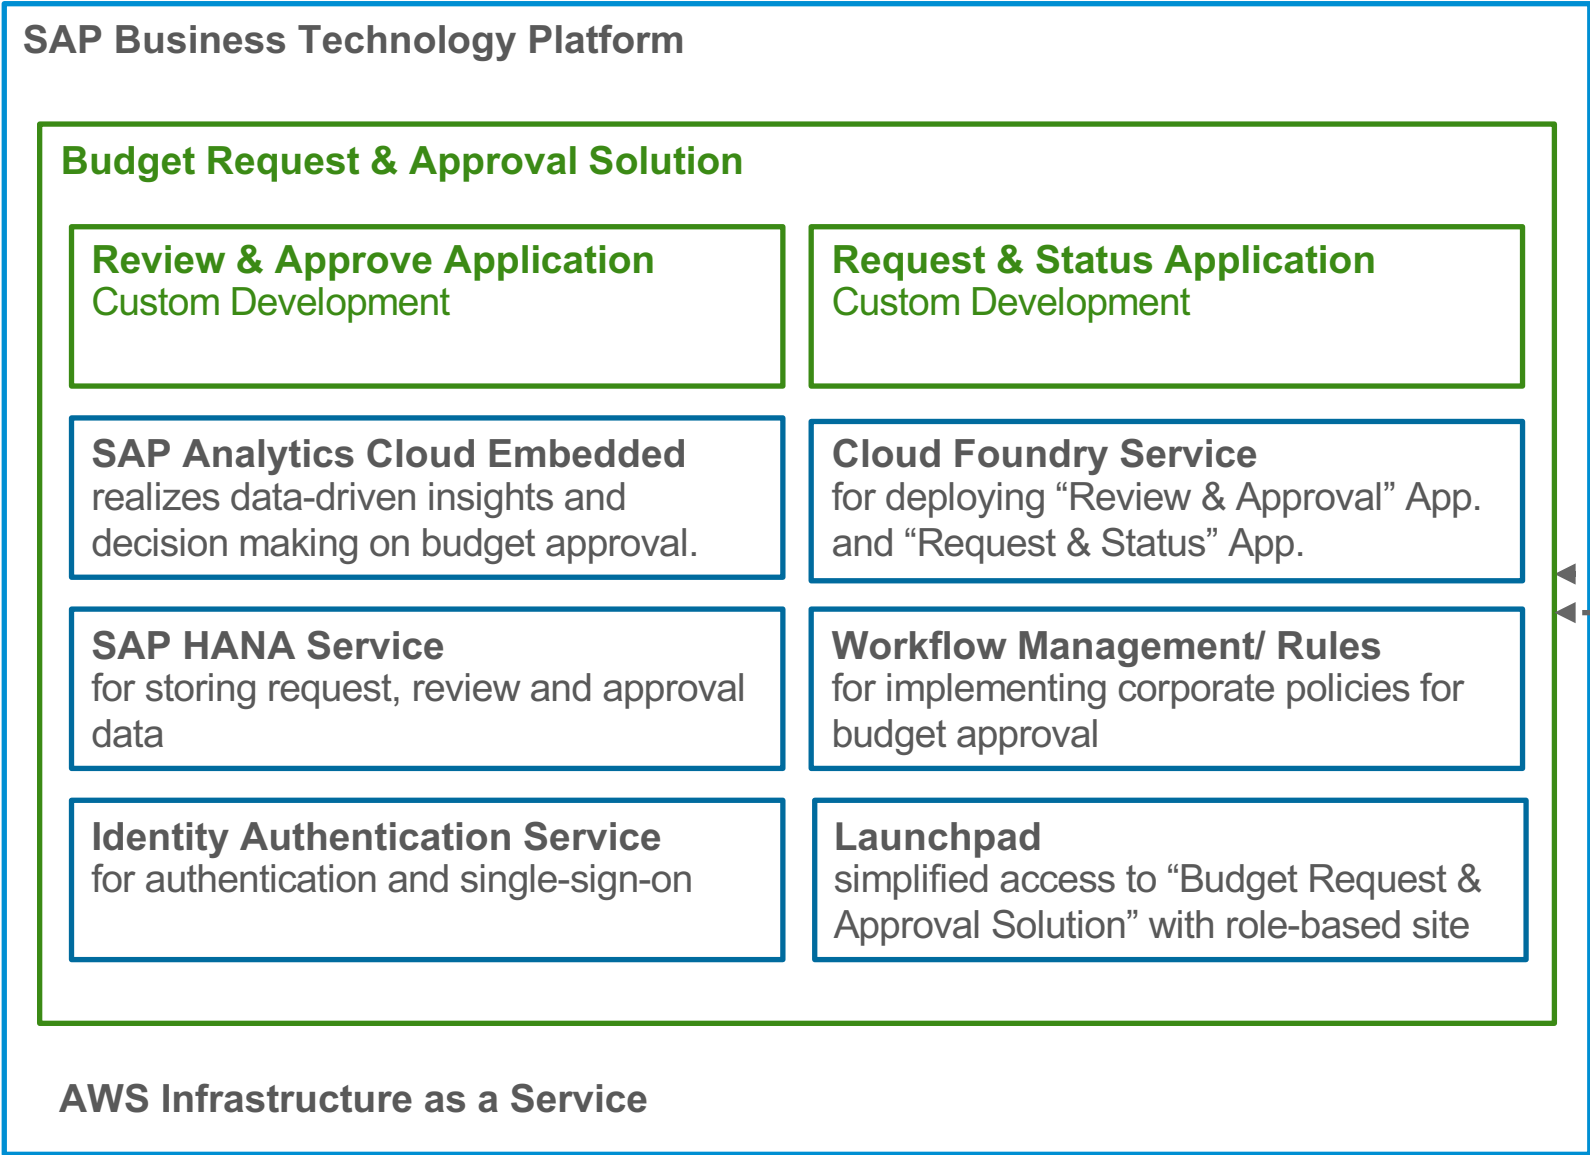 SAP Business Technology Platform
Budget Request & Approval Solution
Review & Approve Application
Custom Development
Request & Status Application
Custom Development
SAP Analytics Cloud Embedded
realizes data-driven insights and
decision making on budget approval.
Cloud Foundry Service
for deploying “Review & Approval” App.
and “Request & Status” App.
SAP HANA Service
for storing request, review and approval
data
Workflow Management/ Rules
for implementing corporate policies for
budget approval
Identity Authentication Service
for authentication and single-sign-on
Launchpad
simplified access to “Budget Request &
Approval Solution” with role-based site
AWS Infrastructure as a Service